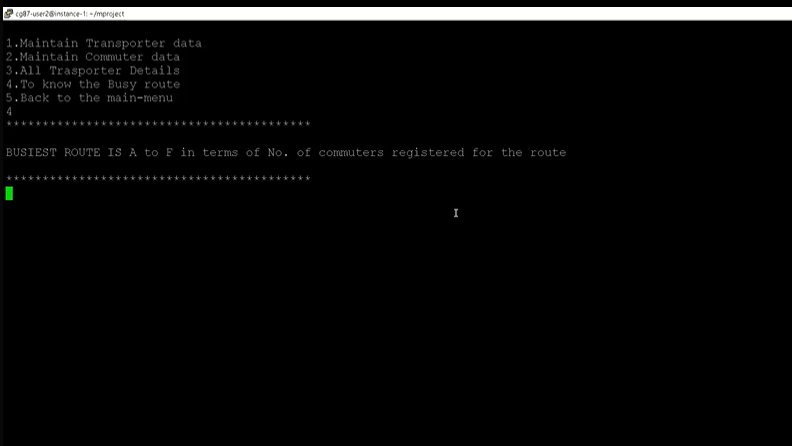 cg87-user2@instance-1: ~/mproject
1.Maintain Transporter data
2.Maintain Commuter data
3.All Trasporter Details
4.To know the Busy route
5.Back to the main-menu
4
******************************************
BUSIEST ROUTE IS A to F in terms of No. of commuters registered for the route
******************************************